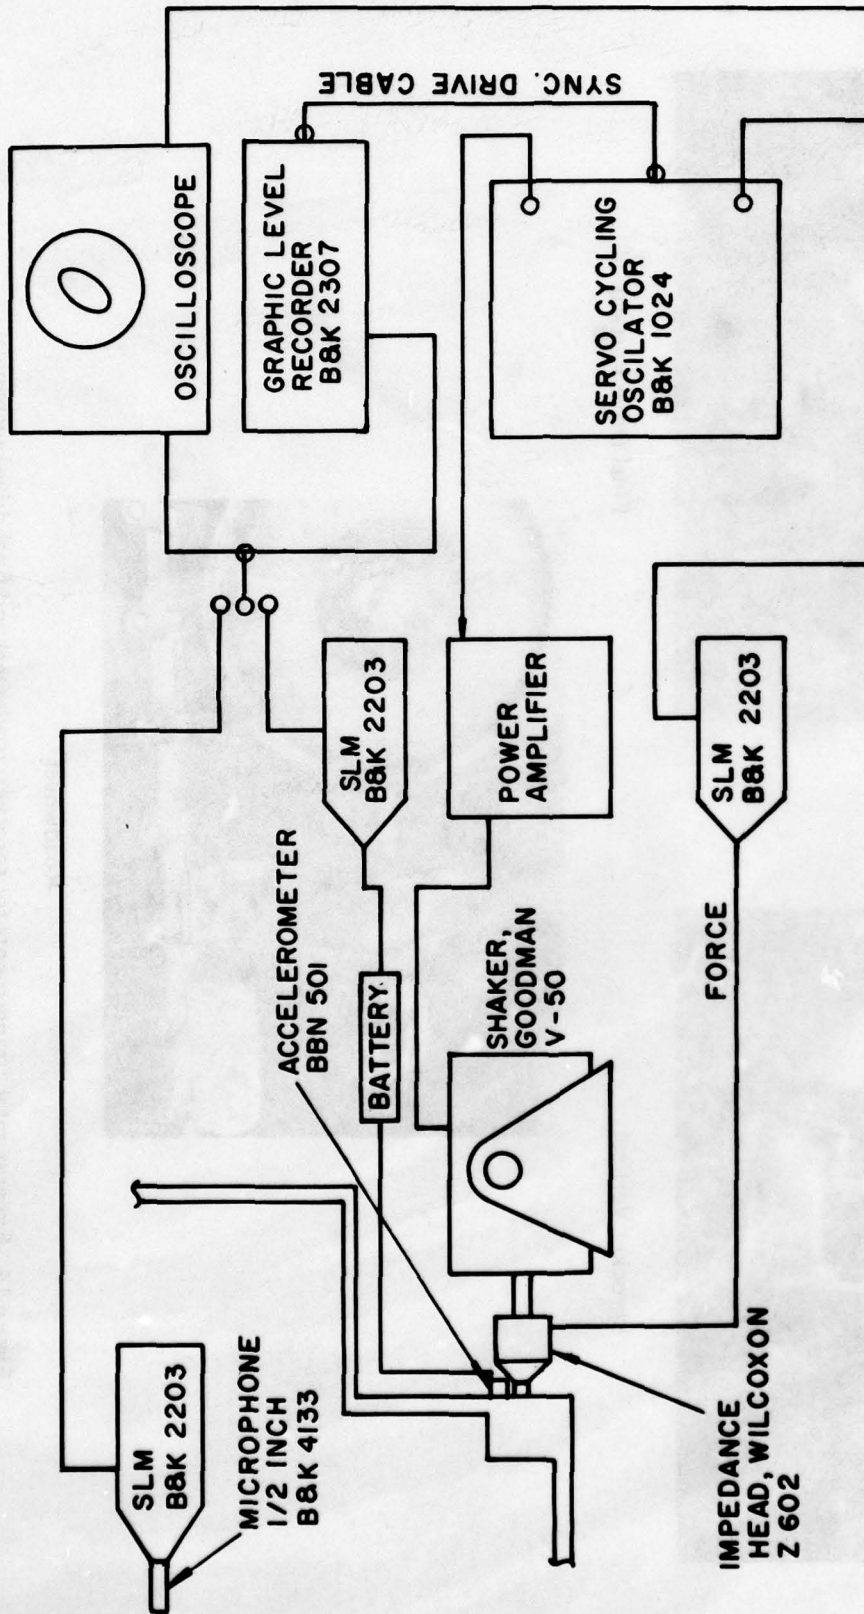 SLM
B&K 2203
MICROPHONE
1/2 INCH
B&K 4133
OSCILLOSCOPE
GRAPHIC LEVEL
RECORDER
B&K 2307
SYNC. DRIVE CABLE
SLM
B&K 2203
ACCELEROMETER
BBN 501
BATTERY
SHAKER,
GOODMAN
V-50
POWER
AMPLIFIER
SERVO CYCLING
OSCILATOR
B&K 1024
IMPEDANCE
HEAD, WILCOXON
Z 602
FORCE
SLM
B&K 2203